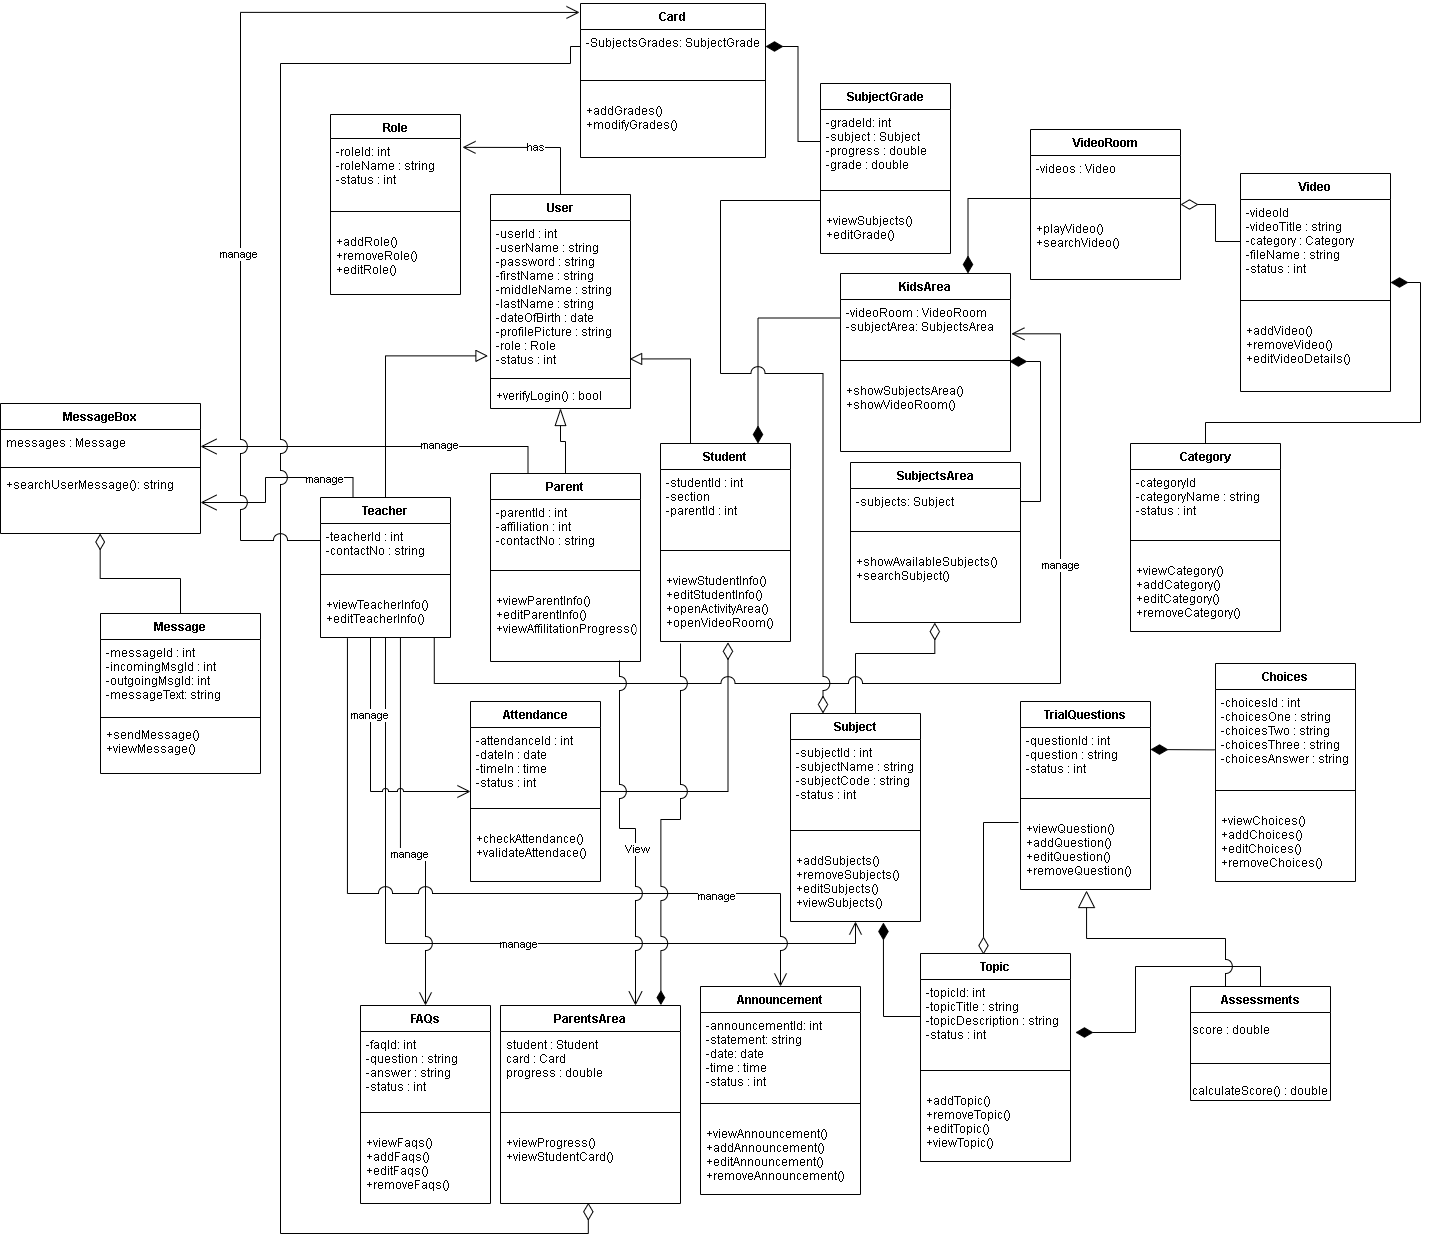 Card
-SubjectsGrades: SubjectGrade
+addGrades()
+modifyGrades()
SubjectGrade
-gradeId: int
-subject : Subject
-progress : double
-grade : double
+viewSubjects()
+editGrade()
Role
-roleId: int
-roleName : string
-status : int
+addRole()
+removeRole()
+editRole()
has
VideoRoom
-videos : Video
+playVideo()
+searchVideo()
Video
-videoId
-videoTitle : string
-category : Category
-fileName : string
-status : int
+addVideo()
+removeVideo()
+editVideoDetails()
User
-userId : int
-userName : string
-password : string
-firstName : string
-middleName : string
-lastName : string
-dateOfBirth : date
-profilePicture : string
-role : Role
-status : int
+verifyLogin() : bool
manage
KidsArea
-videoRoom : VideoRoom
-subjectArea: SubjectsArea
+showSubjectsArea()
+showVideoRoom()
MessageBox
messages : Message
+searchUserMessage(): string
manage
manage
Student
-studentId : int
-section
-parentId : int
+viewStudentInfo()
+editStudentInfo()
+openActivityArea()
+openVideoRoom()
SubjectsArea
-subjects: Subject
+showAvailableSubjects()
+searchSubject()
Category
-categoryId
-categoryName : string
-status : int
+viewCategory()
+addCategory()
+editCategory()
+removeCategory()
Parent
-parentId : int
-affiliation : int
-contactNo : string
+viewParentInfo()
+editParentInfo()
+viewAffilitationProgress()
Teacher
-teacherId : int
-contactNo : string
+viewTeacherInfo()
+editTeacherInfo()
manage
Message
-messageId : int
-incomingMsgId : int
-outgoingMsgId: int
-messageText: string
+sendMessage()
+viewMessage()
manage
Attendance
-attendanceId : int
-dateIn : date
-timeIn : time
-status : int
+checkAttendance()
+validateAttendace()
Subject
-subjectId : int
-subjectName : string
-subjectCode : string
-status : int
+addSubjects()
+removeSubjects()
+editSubjects()
+viewSubjects()
TrialQuestions
-questionId : int
-question : string
-status : int
+viewQuestion()
+addQuestion()
+editQuestion()
+removeQuestion()
Choices
-choicesId : int
-choicesOne : string
-choicesTwo : string
-choicesThree : string
-choicesAnswer : string
+viewChoices()
+addChoices()
+editChoices()
+removeChoices()
manage
View
manage
manage
FAQs
-faqId: int
-question : string
-answer : string
-status : int
+viewFaqs()
+addFaqs()
+editFaqs()
+removeFaqs()
ParentsArea
student : Student
card : Card
progress : double
+viewProgress()
+viewStudentCard()
Announcement
-announcementId: int
-statement: string
-date: date
-time : time
-status : int
+viewAnnouncement()
+addAnnouncement()
+editAnnouncement()
+removeAnnouncement()
Topic
-topicId: int
-topicTitle : string
-topicDescription : string
-status : int
+addTopic()
+removeTopic()
+editTopic()
+viewTopic()
Assessments
score : double
calculateScore() : double